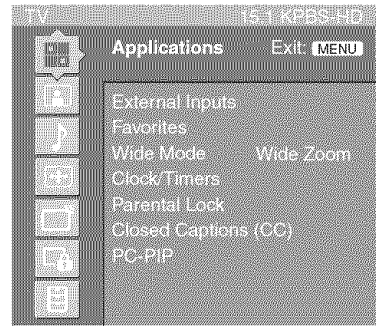 TV 15.1 KPBS-HD
Applications Exit: MENU
External Inputs
Favorites
Wide Mode Wide Zoom
Clock/Timers
Parental Lock
Closed Captions (CC)
PC-PIP